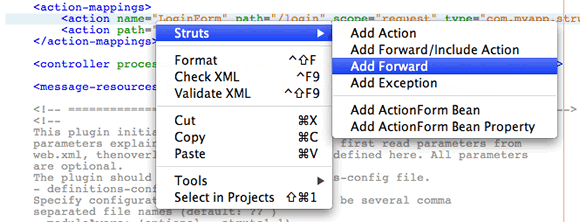 <action-mappings>
<action name="LoginForm" path="/login" scope="request" type="com.myapp.str
<action path="
</action-mappings>
<controller proces
<message-resources
<!-- ==
-->
<!--
This plugin initia
parameters explain first read parameters from
web.xml, thenoverl defined here. All parameters
are optional.
The plugin should s-config file.
- definitions-conf
Specify configurat be several comma
separated file names (default: ?? )
Struts
Format ^⇧F
Check XML ^F9
Validate XML ^⇧F9
Cut ⌘X
Copy ⌘C
Paste ⌘V
Tools
Select in Projects ⇧⌘1
Add Action
Add Forward/Include Action
Add Forward
Add Exception
Add ActionForm Bean
Add ActionForm Bean Property